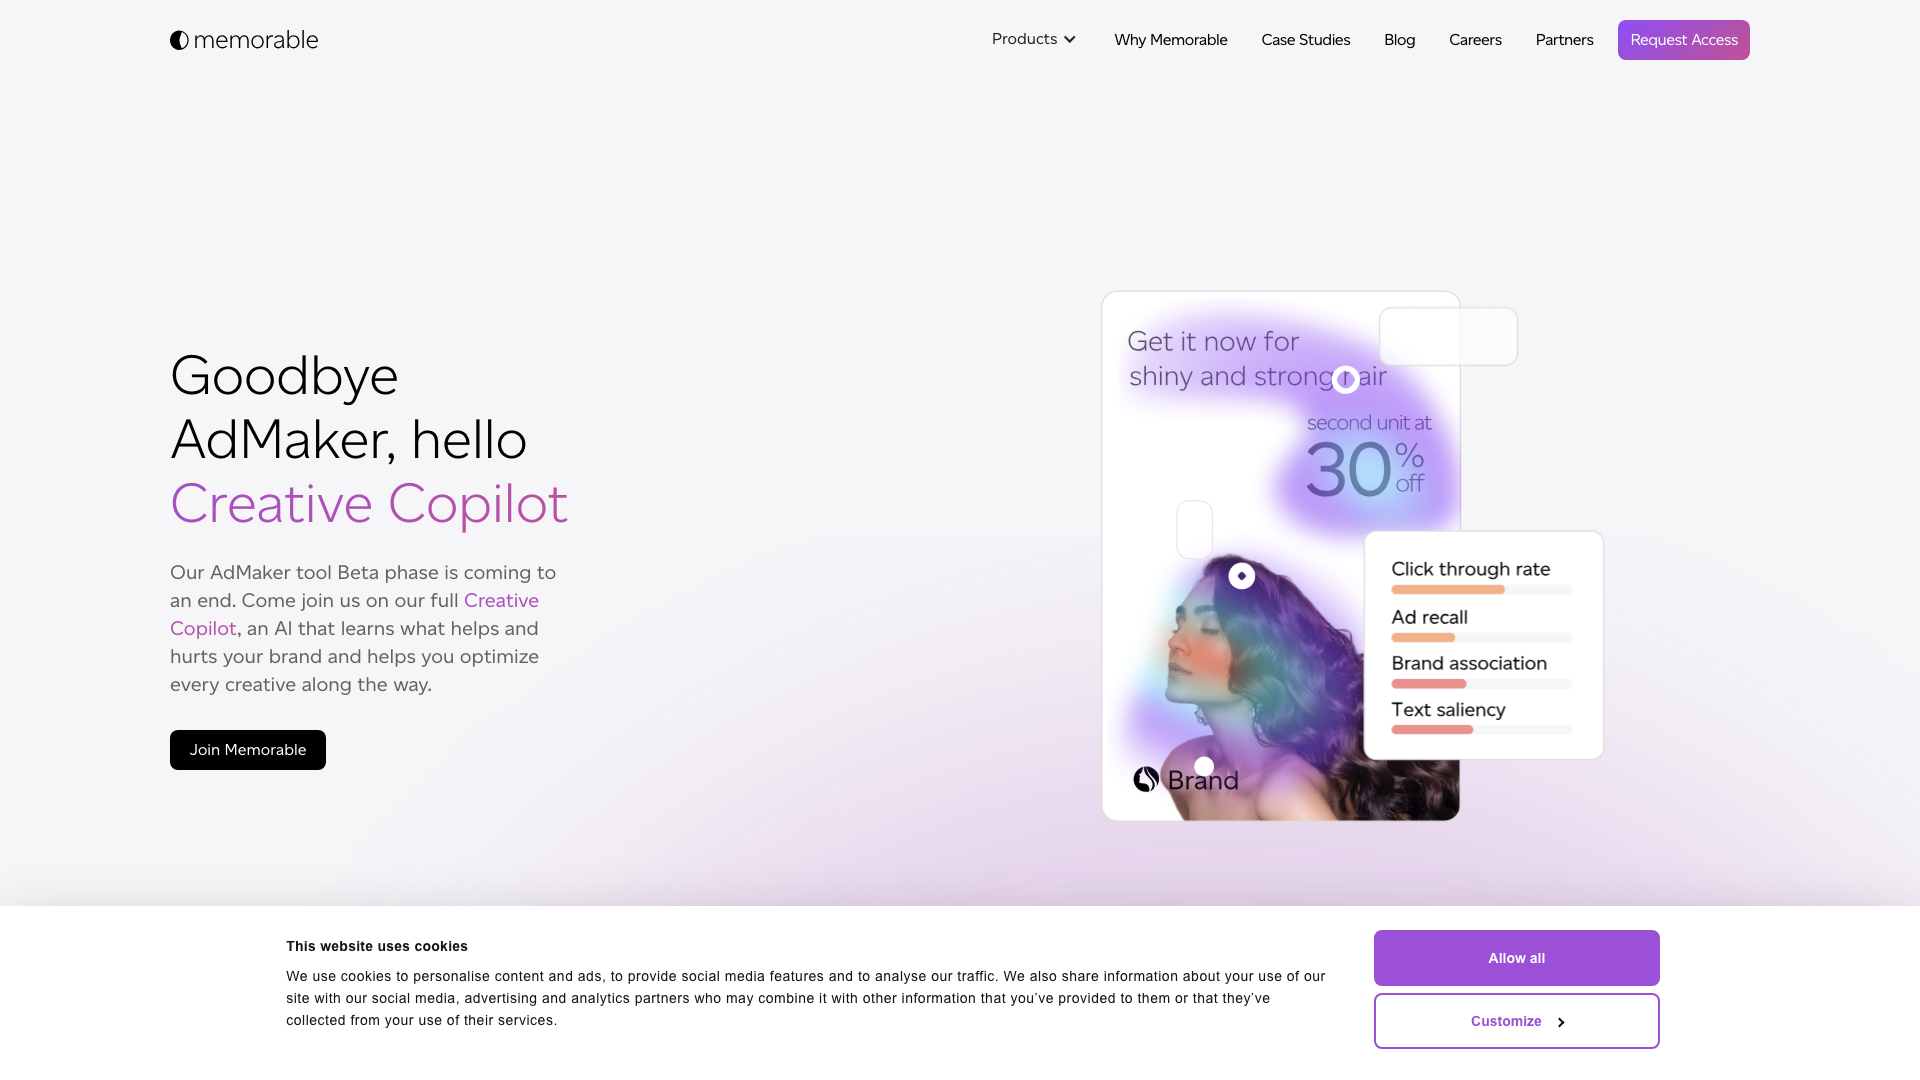 memorable
Products
Why Memorable
Case Studies
Blog
Careers
Partners
Request Access
Goodbye
AdMaker, hello
Creative Copilot
Our AdMaker tool Beta phase is coming to
an end. Come join us on our full Creative
Copilot, an AI that learns what helps and
hurts your brand and helps you optimize
every creative along the way.
Join Memorable
Get it now for
shiny and strong hair
second unit at
30% off
Click through rate
Ad recall
Brand association
Text saliency
Brand
This website uses cookies
We use cookies to personalise content and ads, to provide social media features and to analyse our traffic. We also share information about your use of our
site with our social media, advertising and analytics partners who may combine it with other information that you’ve provided to them or that they’ve
collected from your use of their services.
Allow all
Customize